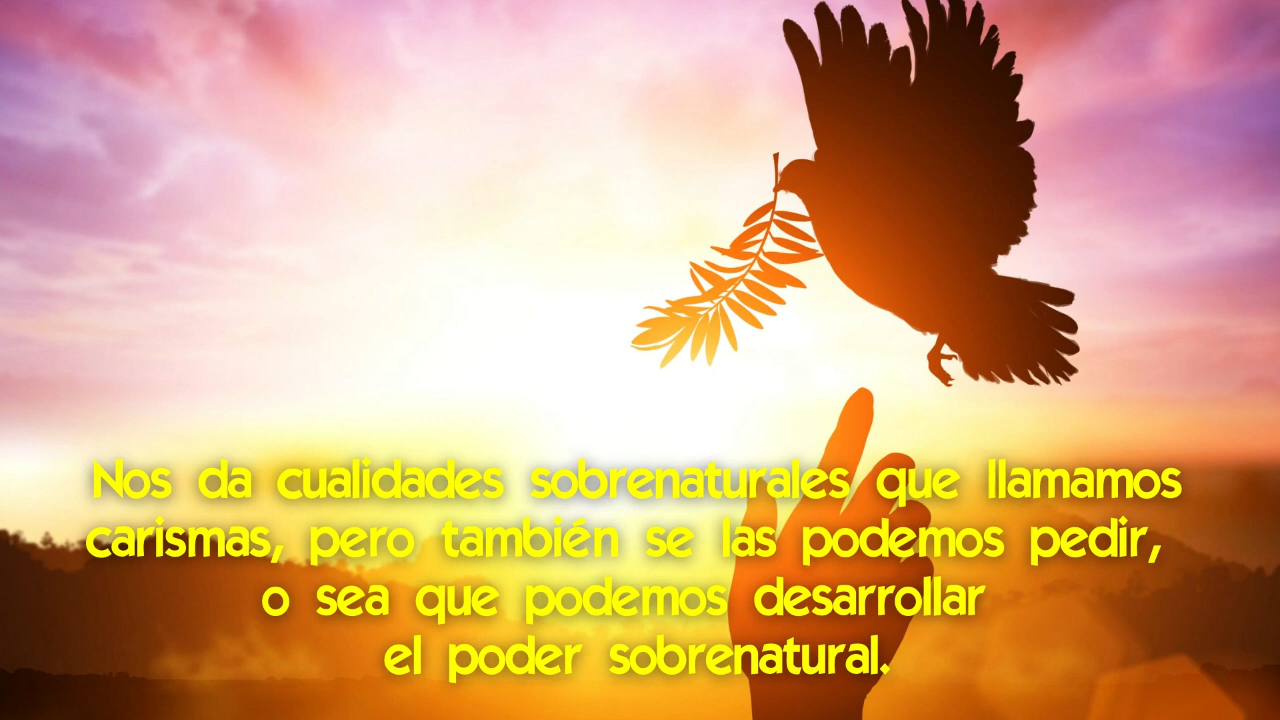 Nos da cualidades sobrenaturales que llamamos
carismas, pero también se las podemos pedir,
o sea que podemos desarrollar
el poder sobrenatural.